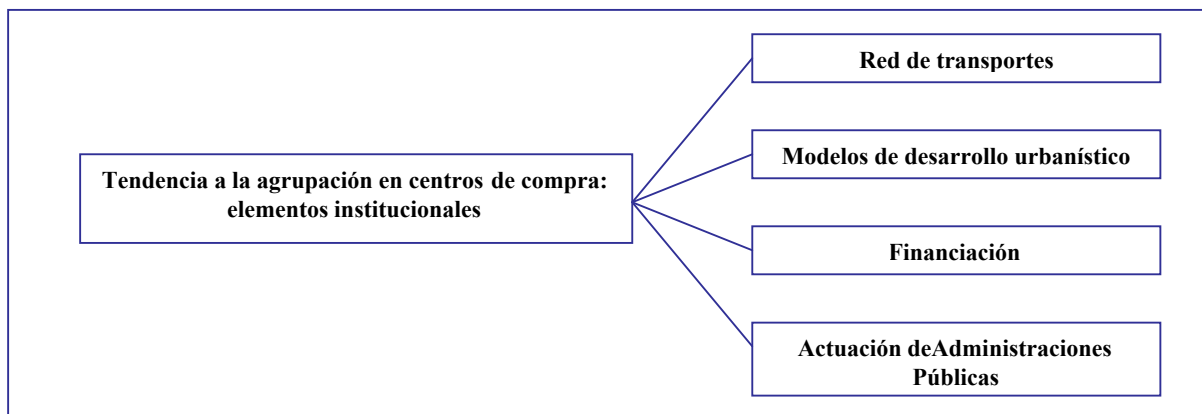 Red de transportes
Modelos de desarrollo urbanístico
Tendencia a la agrupación en centros de compra:
elementos institucionales
Financiación
Actuación deAdministraciones
Públicas